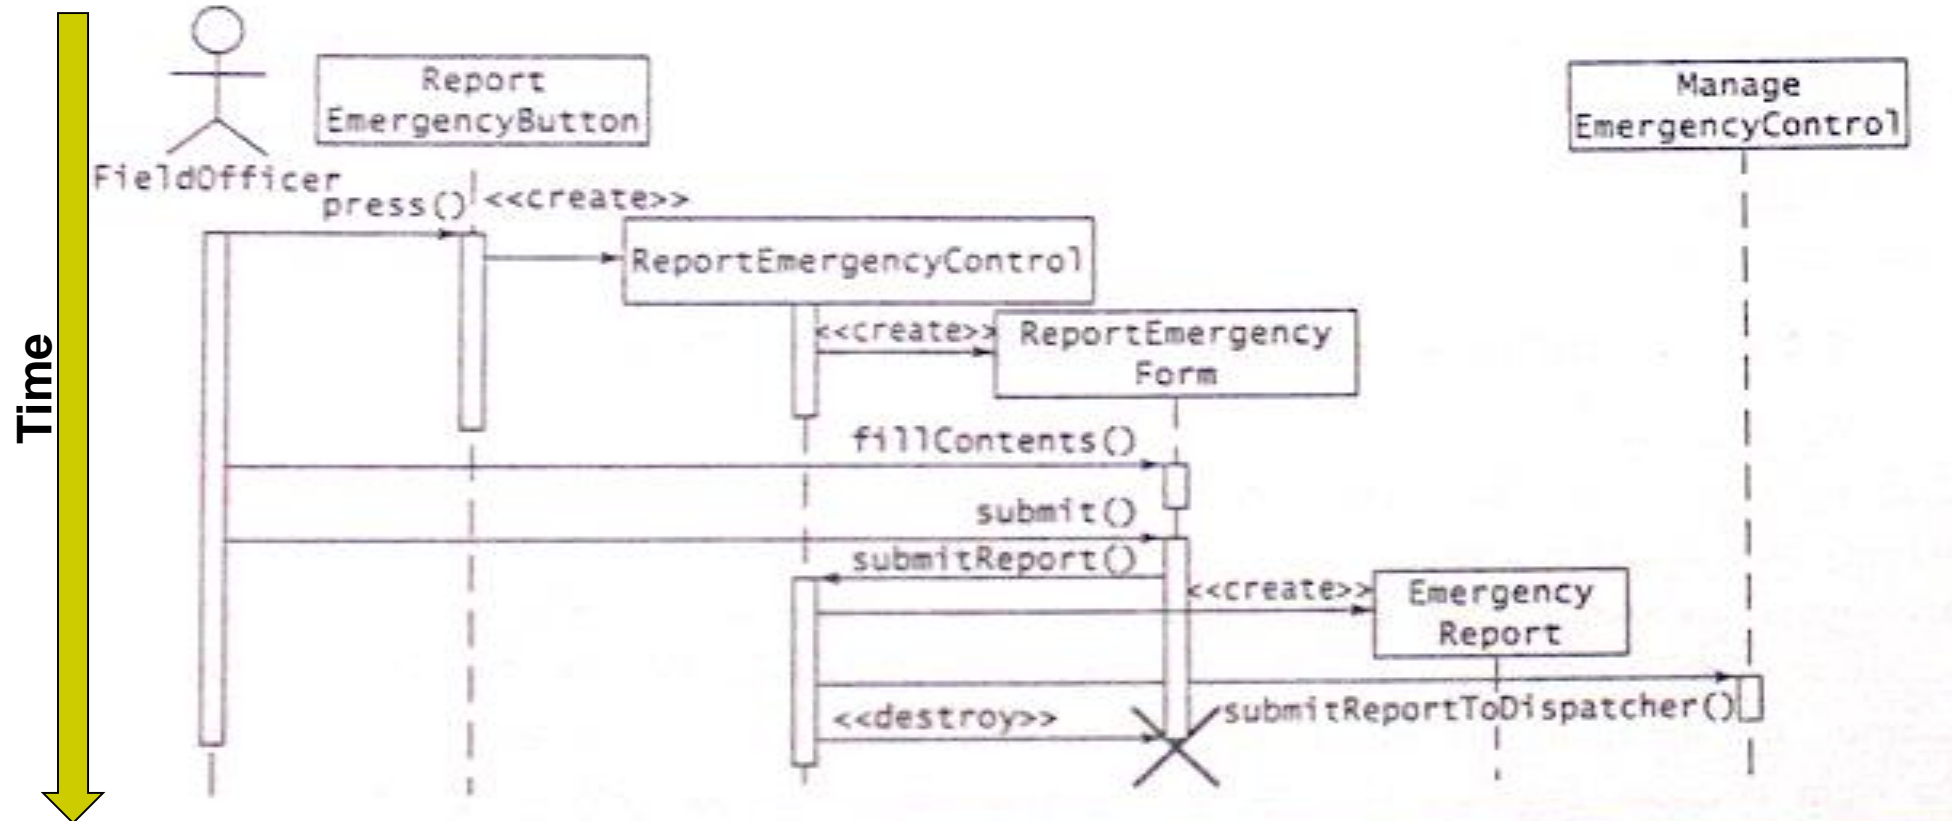 Time
FieldOfficer
Report
EmergencyButton
Manage
EmergencyControl
press()
<<create>>
ReportEmergencyControl
<<create>>
ReportEmergency
Form
fillContents()
submit()
submitReport()
<<create>>
Emergency
Report
submitReportToDispatcher()
<<destroy>>